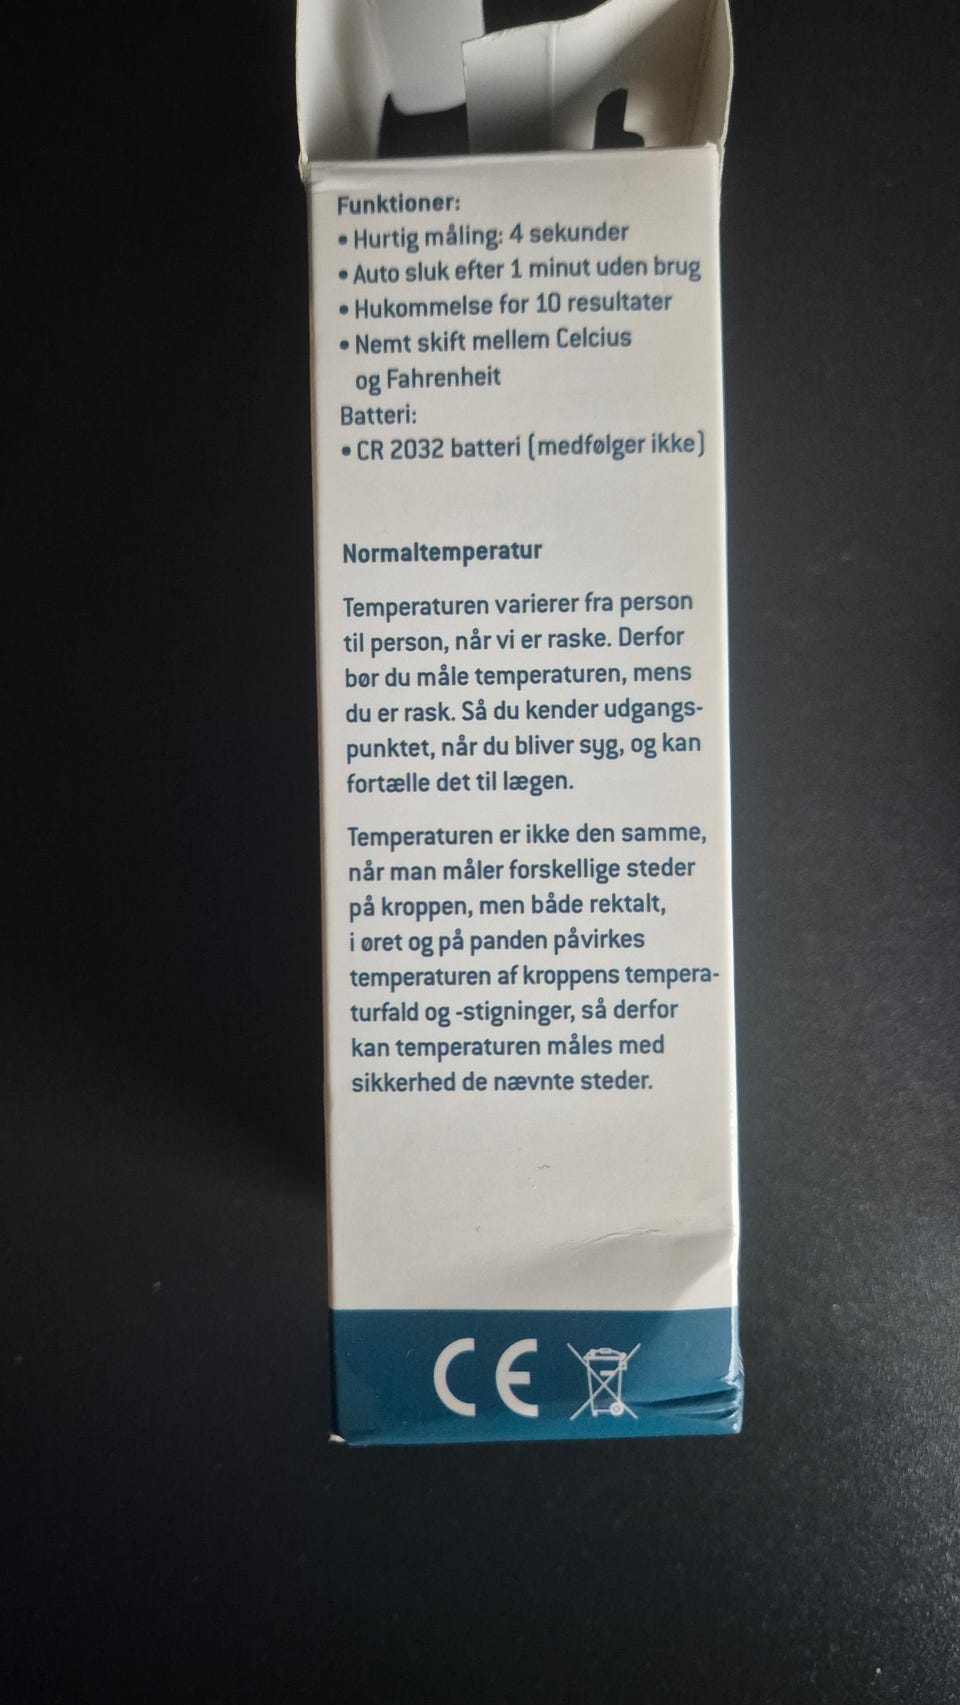 Funktioner:
• Hurtig måling: 4 sekunder
• Auto sluk efter 1 minut uden brug
• Hukommelse for 10 resultater
• Nemt skift mellem Celcius
og Fahrenheit
Batteri:
• CR 2032 batteri (medfølger ikke)
Normaltemperatur
Temperaturen varierer fra person
til person, når vi er raske. Derfor
bør du måle temperaturen, mens
du er rask. Så du kender udgangs-
punktet, når du bliver syg, og kan
fortælle det til lægen.
Temperaturen er ikke den samme,
når man måler forskellige steder
på kroppen, men både rektalt,
i øret og på panden påvirkes
temperaturen af kroppens tempera-
turfald og -stigninger, så derfor
kan temperaturen måles med
sikkerhed de nævnte steder.
CE